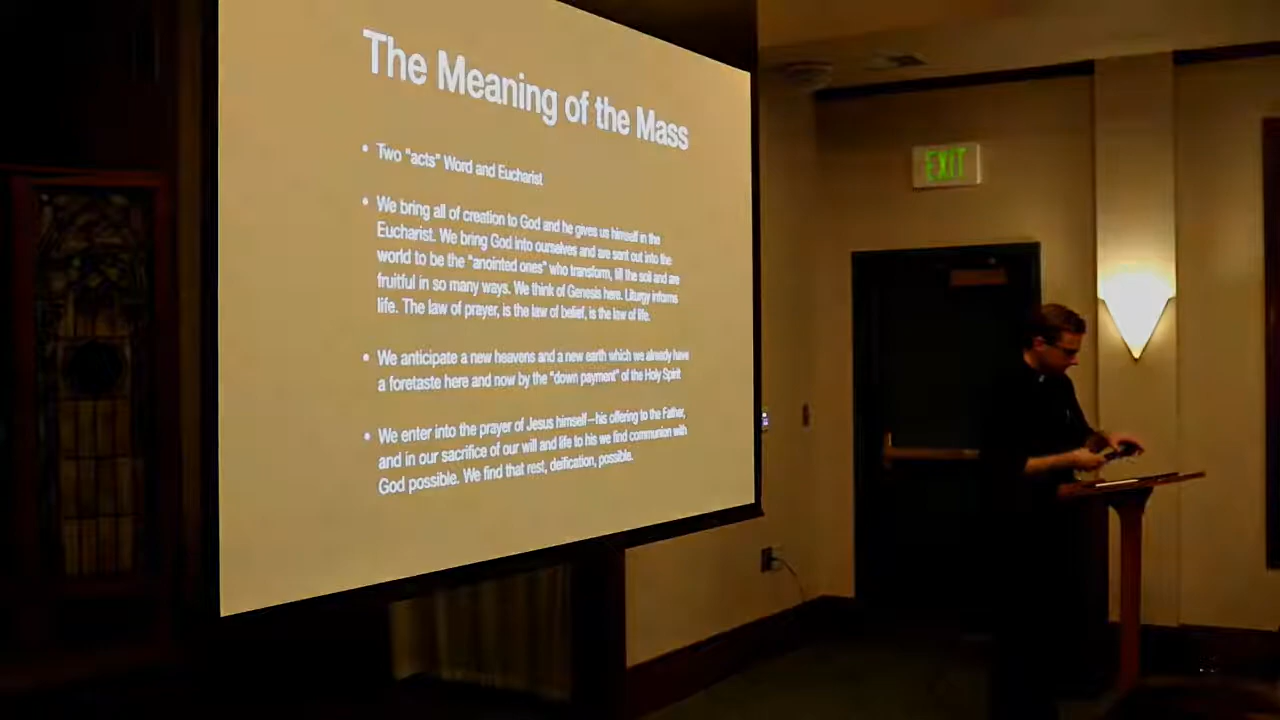 The Meaning of the Mass
• Two "acts" Word and Eucharist
• We bring all of creation to God and he gives us himself in the
Eucharist. We bring God into ourselves and are sent out into the
world to be the "anointed ones" who transform, till the soil and are
fruitful in so many ways. We think of Genesis here. Liturgy informs
life. The law of prayer, is the law of belief, is the law of life.
• We anticipate a new heavens and a new earth which we already have
a foretaste here and now by the "down payment" of the Holy Spirit
• We enter into the prayer of Jesus himself—his offering to the Father,
and in our sacrifice of our will and life to his we find communion with
God possible. We find that rest, deification, possible.
EXIT